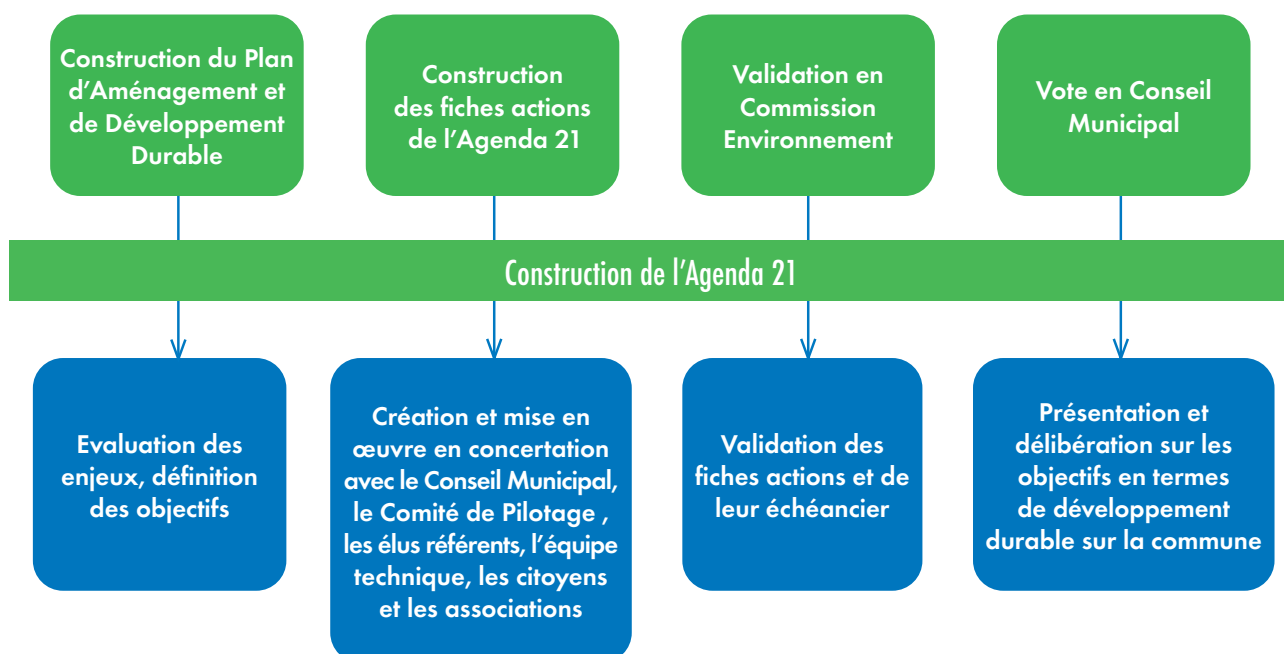 Construction du Plan
d'Aménagement et
de Développement
Durable
Construction
des fiches actions
de l'Agenda 21
Validation en
Commission
Environnement
Vote en Conseil
Municipal
Construction de l'Agenda 21
Evaluation des
enjeux, définition
des objectifs
Création et mise en
œuvre en concertation
avec le Conseil Municipal,
le Comité de Pilotage ,
les élus référents, l'équipe
technique, les citoyens
et les associations
Validation des
fiches actions et de
leur échéancier
Présentation et
délibération sur les
objectifs en termes
de développement
durable sur la commune